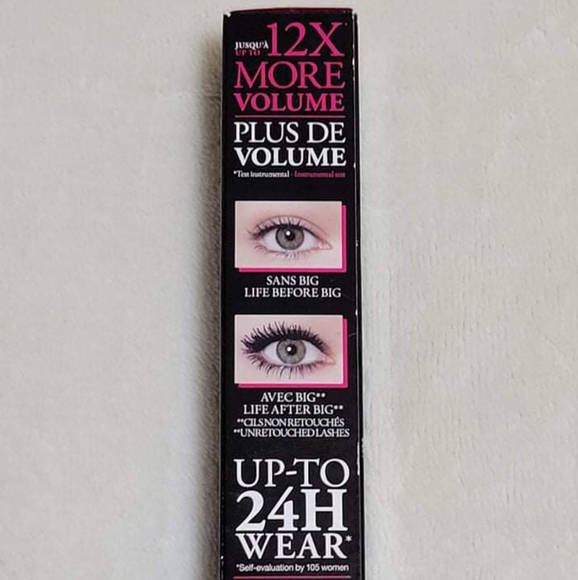 JUSQU'À
UP TO
12X
MORE
VOLUME
PLUS DE
VOLUME
*Test instrumental - Instrumental test
SANS BIG
LIFE BEFORE BIG
AVEC BIG**
LIFE AFTER BIG**
**CILS NON RETOUCHÉS
**UNRETOUCHED LASHES
UP-TO
24H
WEAR*
*Self-evaluation by 105 women